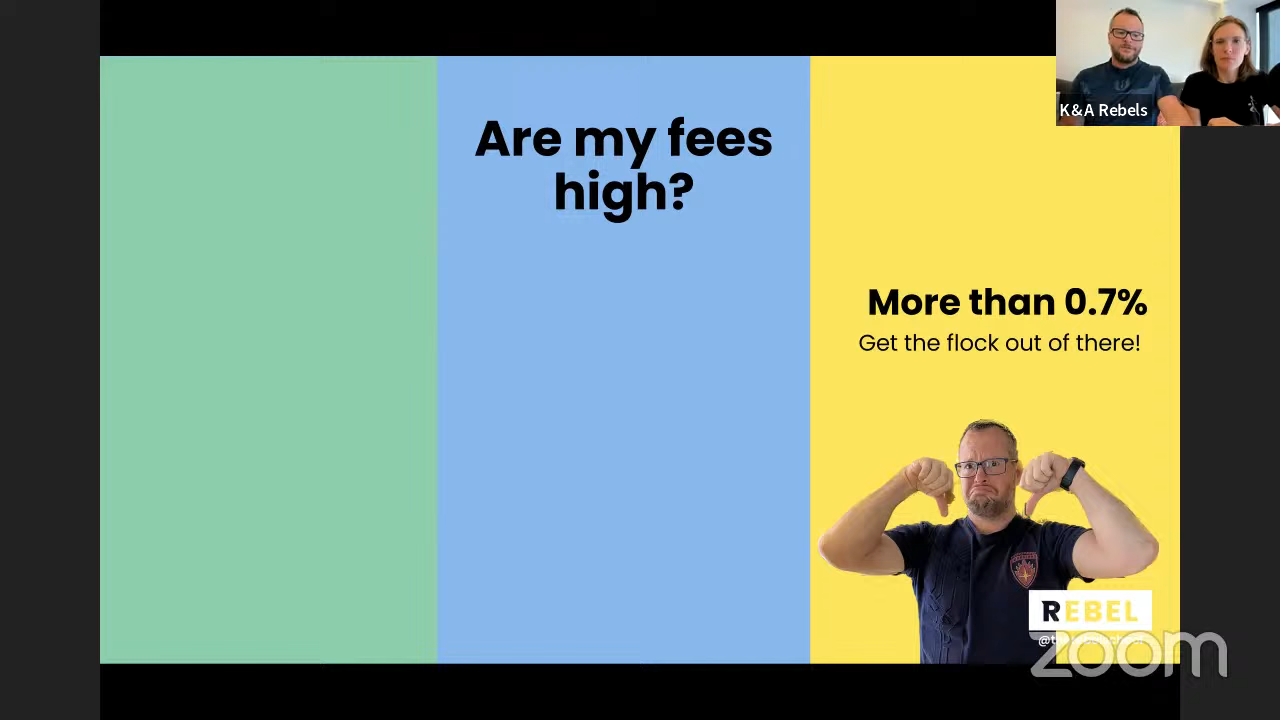 K&A Rebels
Are my fees
high?
More than 0.7%
Get the flock out of there!
REBEL
zoom